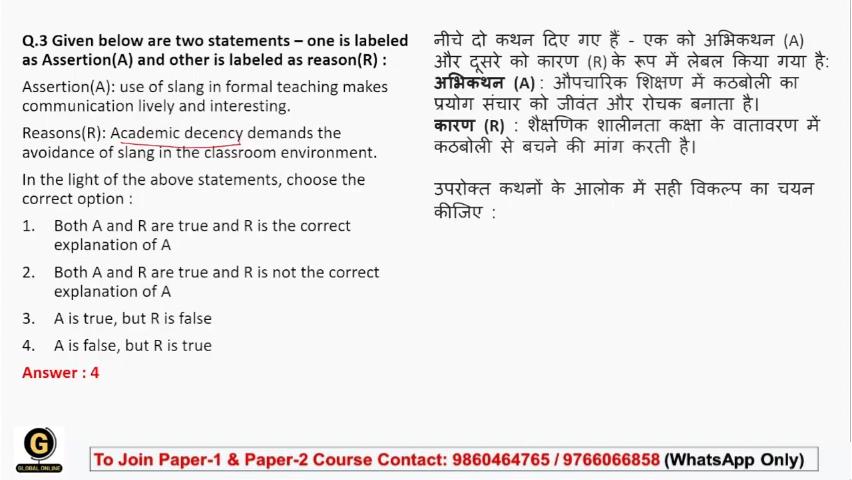 Q.3 Given below are two statements – one is labeled
as Assertion(A) and other is labeled as reason(R) :
Assertion(A): use of slang in formal teaching makes
communication lively and interesting.
Reasons(R): Academic decency demands the
avoidance of slang in the classroom environment.
In the light of the above statements, choose the
correct option :
1. Both A and R are true and R is the correct
explanation of A
2. Both A and R are true and R is not the correct
explanation of A
3. A is true, but R is false
4. A is false, but R is true
Answer : 4
नीचे दो कथन दिए गए हैं - एक को अभिकथन (A)
और दूसरे को कारण (R) के रूप में लेबल किया गया है:
अभिकथन (A) : औपचारिक शिक्षण में कठबोली का
प्रयोग संचार को जीवंत और रोचक बनाता है।
कारण (R) : शैक्षणिक शालीनता कक्षा के वातावरण में
कठबोली से बचने की मांग करती है।
उपरोक्त कथनों के आलोक में सही विकल्प का चयन
कीजिए :
G
GLOBAL ONLINE
To Join Paper-1 & Paper-2 Course Contact: 9860464765 / 9766066858 (WhatsApp Only)